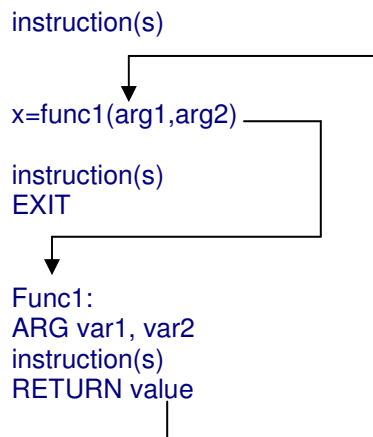 instruction(s)
x=func1(arg1,arg2)
instruction(s)
EXIT
Func1:
ARG var1, var2
instruction(s)
RETURN value